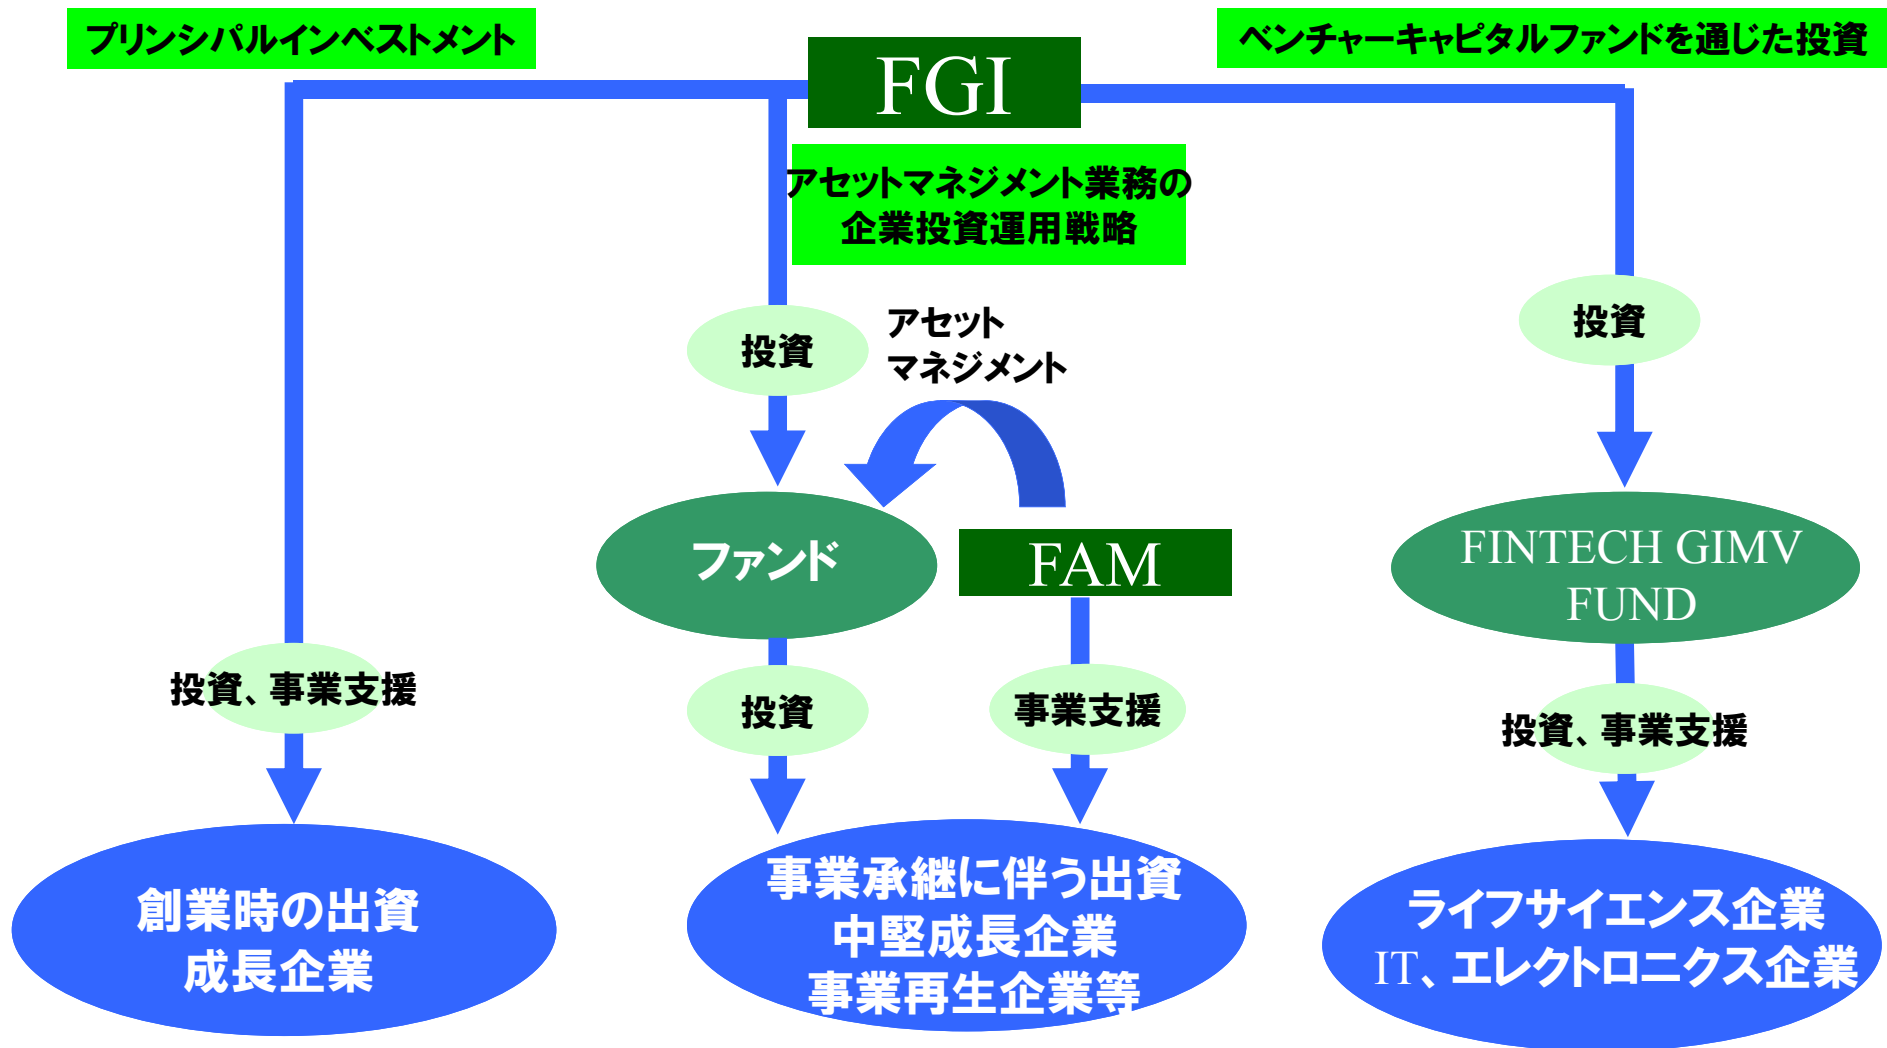 プリンシパルインベストメント
FGI
ベンチャーキャピタルファンドを通じた投資
アセットマネジメント業務の
企業投資運用戦略
投資
アセット
マネジメント
投資
ファンド
FAM
FINTECH GIMV
FUND
投資、事業支援
投資
事業支援
投資、事業支援
創業時の出資
成長企業
事業承継に伴う出資
中堅成長企業
事業再生企業等
ライフサイエンス企業
IT、エレクトロニクス企業